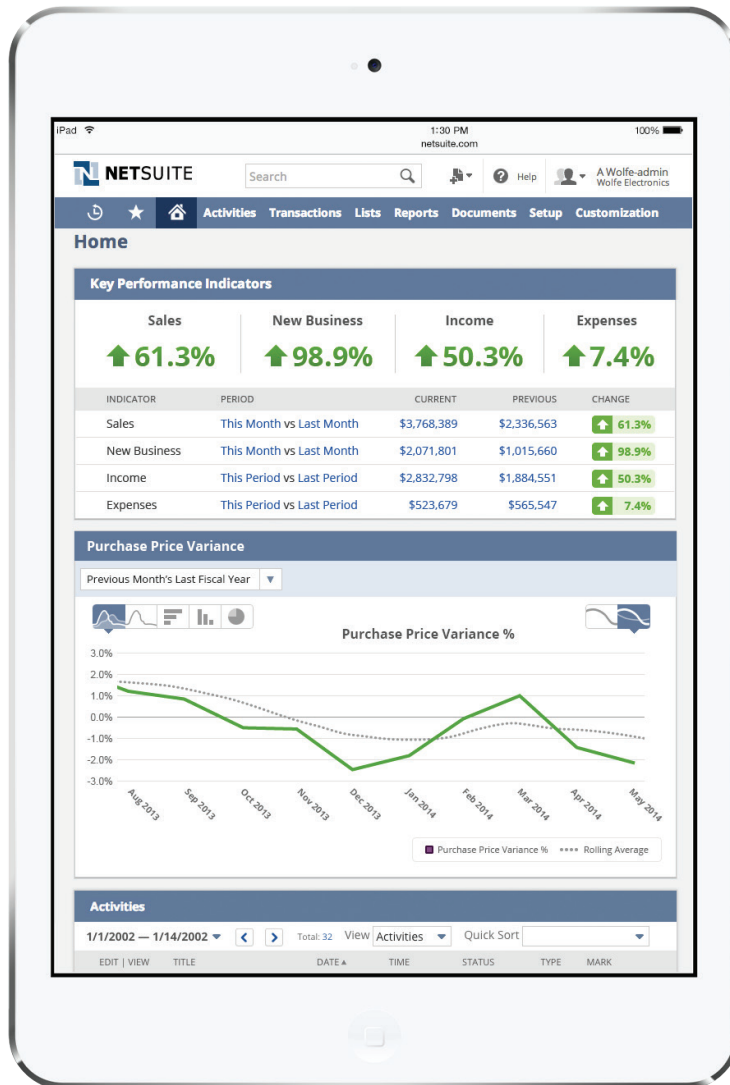 iPad 1:30 PM 100%
netsuite.com
NETSUITE Search Help A Wolfe-admin
Wolfe Electronics
Activities Transactions Lists Reports Documents Setup Customization
Home
Key Performance Indicators
Sales New Business Income Expenses
61.3% 98.9% 50.3% 7.4%
INDICATOR PERIOD CURRENT PREVIOUS CHANGE
Sales This Month vs Last Month $3,768,389 $2,336,563 61.3%
New Business This Month vs Last Month $2,071,801 $1,015,660 98.9%
Income This Period vs Last Period $2,832,798 $1,884,551 50.3%
Expenses This Period vs Last Period $523,679 $565,547 7.4%
Purchase Price Variance
Previous Month's Last Fiscal Year
Purchase Price Variance %
3.0%
2.0%
1.0%
0.0%
-1.0%
-2.0%
-3.0%
Aug 2013 Sep 2013 Oct 2013 Nov 2013 Dec 2013 Jan 2014 Feb 2014 Mar 2014 Apr 2014 May 2014
Purchase Price Variance % Rolling Average
Activities
1/1/2002 — 1/14/2002 Total: 32 View Activities Quick Sort
EDIT | VIEW TITLE DATE TIME STATUS TYPE MARK